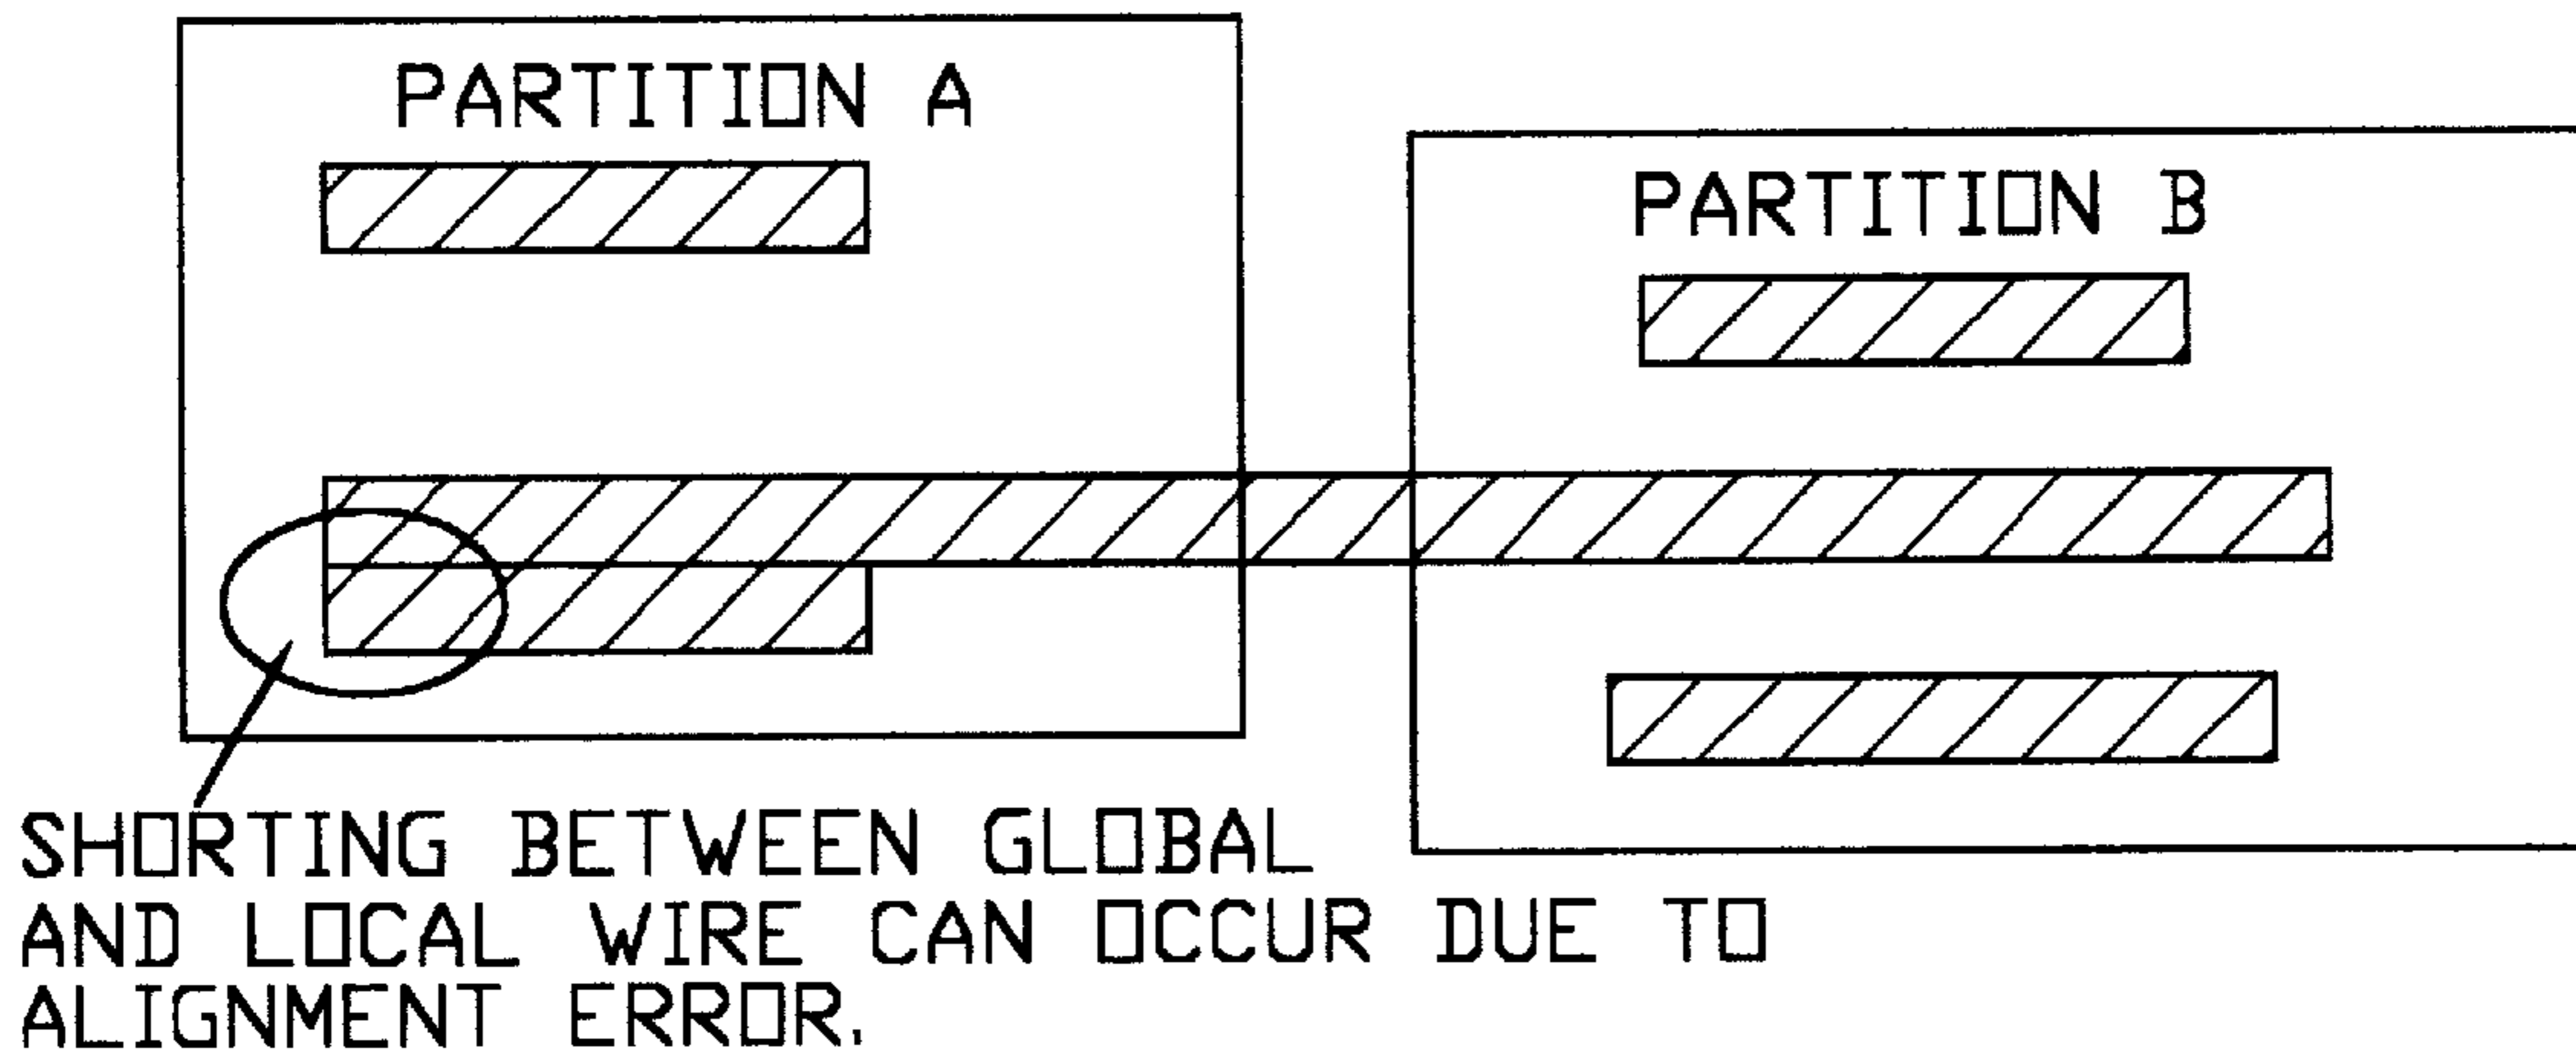 PARTITION A
PARTITION B
SHORTING BETWEEN GLOBAL
AND LOCAL WIRE CAN OCCUR DUE TO
ALIGNMENT ERROR.